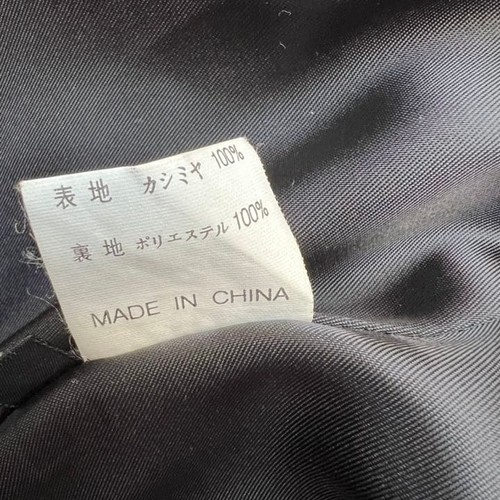 表地 カシミヤ 100%
裏地 ポリエステル 100%
MADE IN CHINA